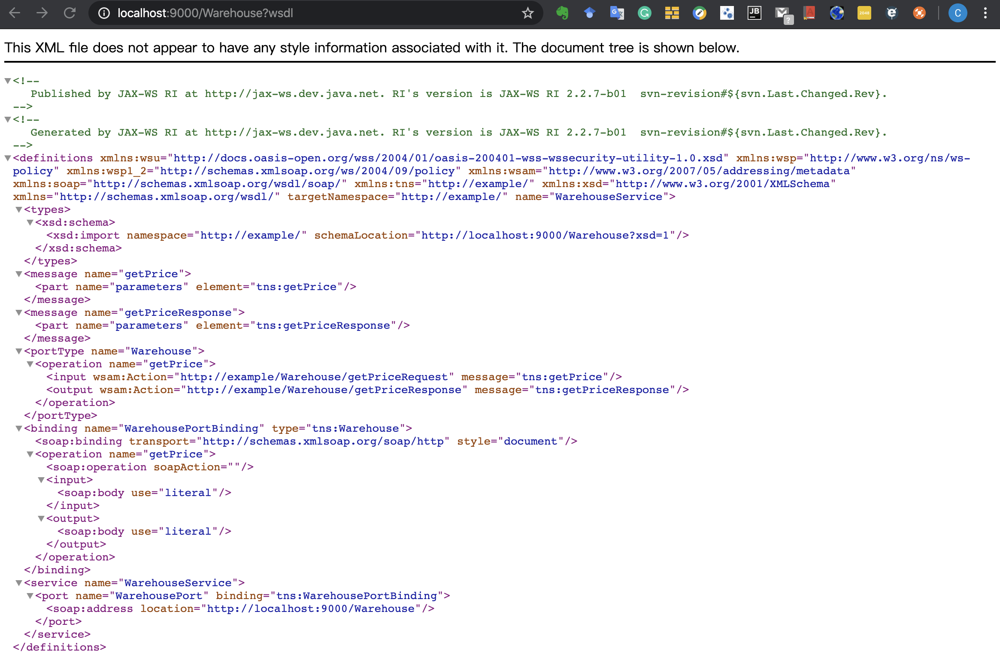 localhost:9000/Warehouse?wsdl
G
G
JB
?
A
2048
e
C
This XML file does not appear to have any style information associated with it. The document tree is shown below.
<!--
Published by JAX-WS RI at http://jax-ws.dev.java.net. RI's version is JAX-WS RI 2.2.7-b01  svn-revision#${svn.Last.Changed.Rev}.
-->
<!--
Generated by JAX-WS RI at http://jax-ws.dev.java.net. RI's version is JAX-WS RI 2.2.7-b01  svn-revision#${svn.Last.Changed.Rev}.
-->
<definitions xmlns:wsu="http://docs.oasis-open.org/wss/2004/01/oasis-200401-wss-wssecurity-utility-1.0.xsd" xmlns:wsp="http://www.w3.org/ns/ws-
policy" xmlns:wsp1_2="http://schemas.xmlsoap.org/ws/2004/09/policy" xmlns:wsam="http://www.w3.org/2007/05/addressing/metadata"
xmlns:soap="http://schemas.xmlsoap.org/wsdl/soap/" xmlns:tns="http://example/" xmlns:xsd="http://www.w3.org/2001/XMLSchema"
xmlns="http://schemas.xmlsoap.org/wsdl/" targetNamespace="http://example/" name="WarehouseService">
<types>
<xsd:schema>
<xsd:import namespace="http://example/" schemaLocation="http://localhost:9000/Warehouse?xsd=1"/>
</xsd:schema>
</types>
<message name="getPrice">
<part name="parameters" element="tns:getPrice"/>
</message>
<message name="getPriceResponse">
<part name="parameters" element="tns:getPriceResponse"/>
</message>
<portType name="Warehouse">
<operation name="getPrice">
<input wsam:Action="http://example/Warehouse/getPriceRequest" message="tns:getPrice"/>
<output wsam:Action="http://example/Warehouse/getPriceResponse" message="tns:getPriceResponse"/>
</operation>
</portType>
<binding name="WarehousePortBinding" type="tns:Warehouse">
<soap:binding transport="http://schemas.xmlsoap.org/soap/http" style="document"/>
<operation name="getPrice">
<soap:operation soapAction=""/>
<input>
<soap:body use="literal"/>
</input>
<output>
<soap:body use="literal"/>
</output>
</operation>
</binding>
<service name="WarehouseService">
<port name="WarehousePort" binding="tns:WarehousePortBinding">
<soap:address location="http://localhost:9000/Warehouse"/>
</port>
</service>
</definitions>